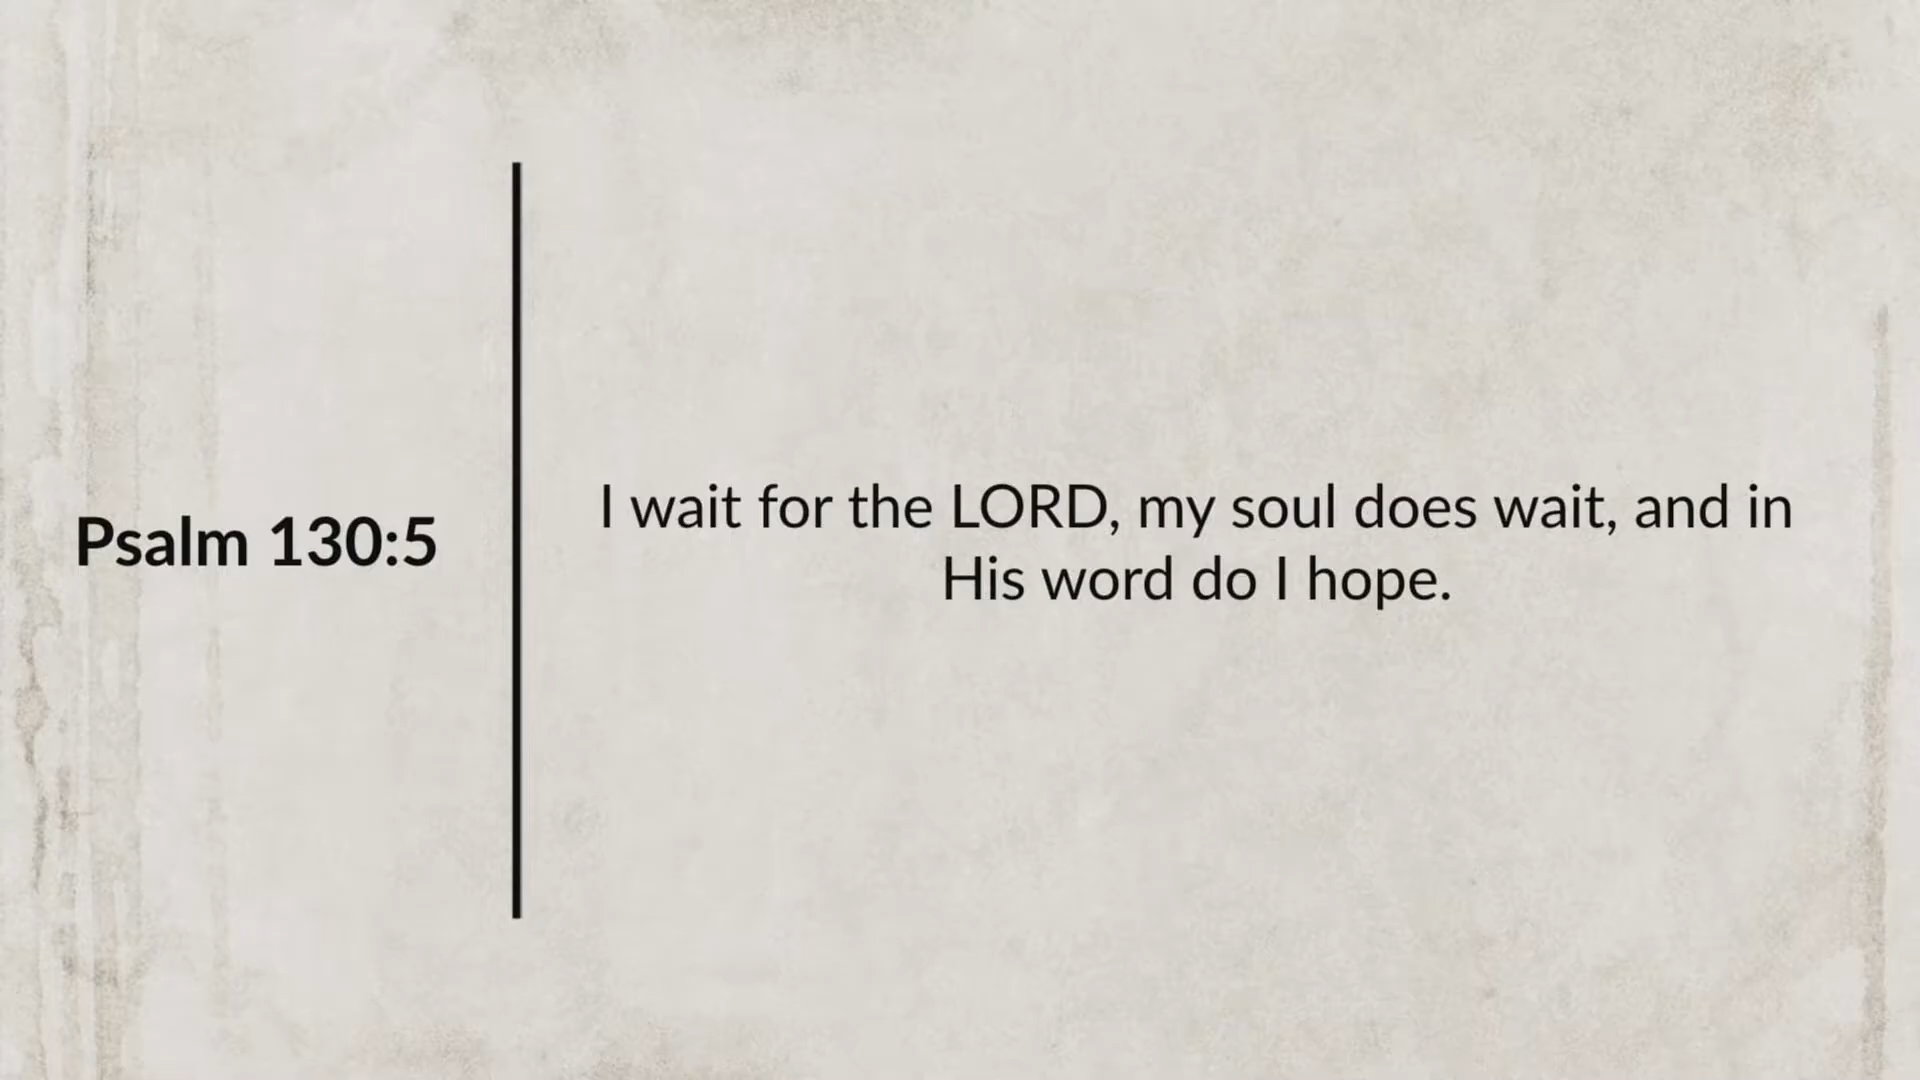 Psalm 130:5
I wait for the LORD, my soul does wait, and in
His word do I hope.